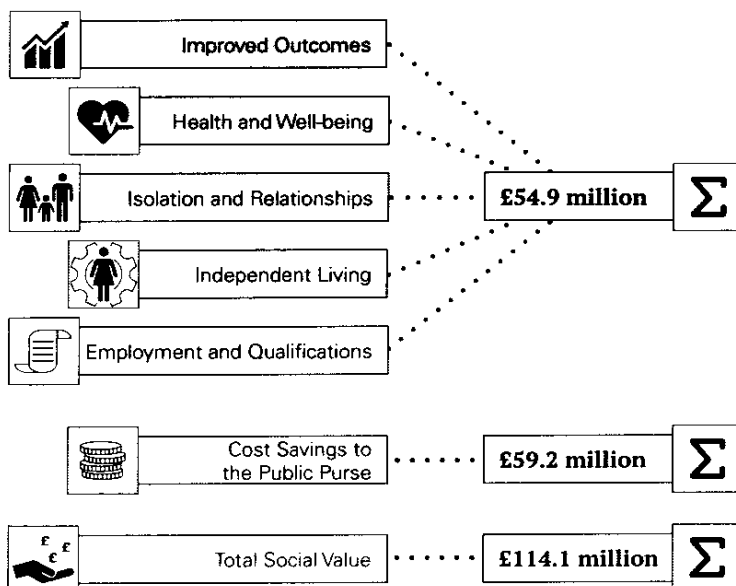 Improved Outcomes
Health and Well-being
Isolation and Relationships
£54.9 million
Σ
Independent Living
Employment and Qualifications
Cost Savings to
the Public Purse
£59.2 million
Σ
£ £
£
Total Social Value
£114.1 million
Σ